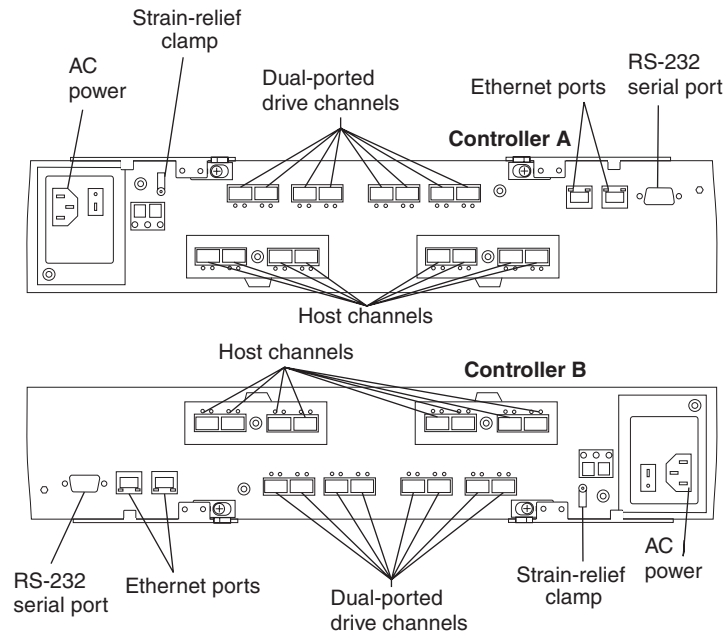 Strain-relief
clamp
AC
power
Dual-ported
drive channels
Ethernet ports
RS-232
serial port
Controller A
Host channels
Host channels
Controller B
RS-232
serial port
Ethernet ports
Dual-ported
drive channels
Strain-relief
clamp
AC
power